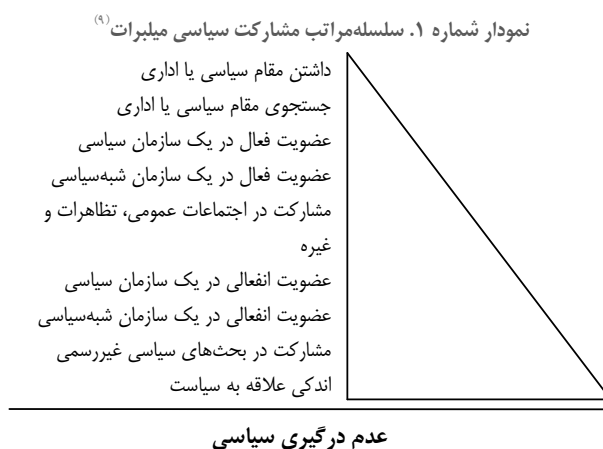 نمودار شماره ۱. سلسله‌مراتب مشارکت سیاسی میلبرات(۹)
داشتن مقام سیاسی یا اداری
جستجوی مقام سیاسی یا اداری
عضویت فعال در یک سازمان سیاسی
عضویت فعال در یک سازمان شبه‌سیاسی
مشارکت در اجتماعات عمومی، تظاهرات و
غیره
عضویت انفعالی در یک سازمان سیاسی
عضویت انفعالی در یک سازمان شبه‌سیاسی
مشارکت در بحث‌های سیاسی غیررسمی
اندکی علاقه به سیاست
عدم درگیری سیاسی